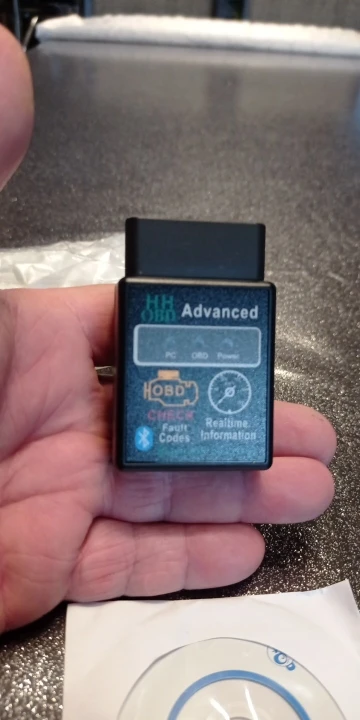 HH
OBD Advanced
PC OBD Power
OBD
CHECK
Fault
Codes
Realtime
Information